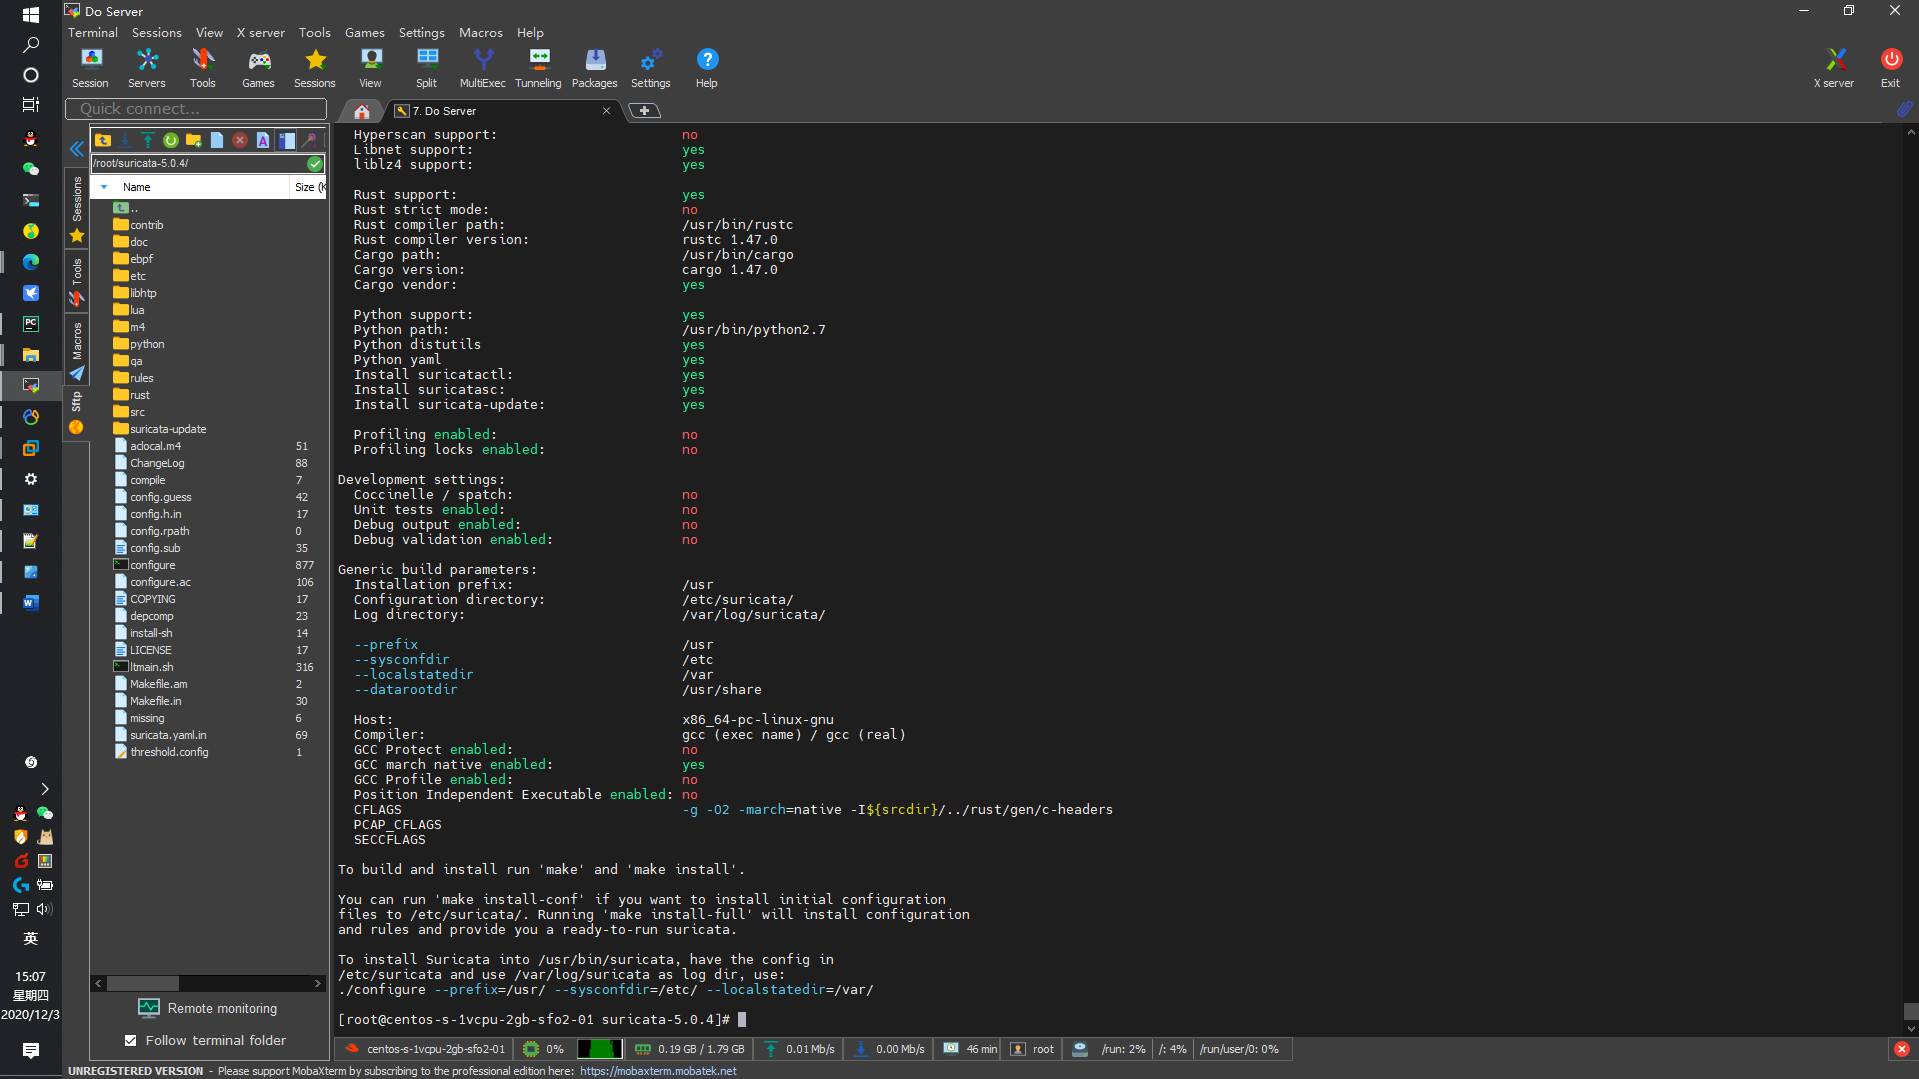 Do Server
Terminal Sessions View X server Tools Games Settings Macros Help
Session Servers Tools Games Sessions View Split MultiExec Tunneling Packages Settings Help X server Exit
Quick connect...
7. Do Server
/root/suricata-5.0.4/
Name Size (K
..
contrib
doc
ebpf
etc
libhtp
lua
m4
python
qa
rules
rust
src
suricata-update
aclocal.m4 51
ChangeLog 88
compile 7
config.guess 42
config.h.in 17
config.rpath 0
config.sub 35
configure 877
configure.ac 106
COPYING 17
depcomp 23
install-sh 14
LICENSE 17
ltmain.sh 316
Makefile.am 2
Makefile.in 30
missing 6
suricata.yaml.in 69
threshold.config 1
Sessions
Tools
Macros
Sftp
Remote monitoring
Follow terminal folder
Hyperscan support: no
Libnet support: yes
liblz4 support: yes
Rust support: yes
Rust strict mode: no
Rust compiler path: /usr/bin/rustc
Rust compiler version: rustc 1.47.0
Cargo path: /usr/bin/cargo
Cargo version: cargo 1.47.0
Cargo vendor: yes
Python support: yes
Python path: /usr/bin/python2.7
Python distutils yes
Python yaml yes
Install suricatactl: yes
Install suricatasc: yes
Install suricata-update: yes
Profiling enabled: no
Profiling locks enabled: no
Development settings:
Coccinelle / spatch: no
Unit tests enabled: no
Debug output enabled: no
Debug validation enabled: no
Generic build parameters:
Installation prefix: /usr
Configuration directory: /etc/suricata/
Log directory: /var/log/suricata/
--prefix /usr
--sysconfdir /etc
--localstatedir /var
--datarootdir /usr/share
Host: x86_64-pc-linux-gnu
Compiler: gcc (exec name) / gcc (real)
GCC Protect enabled: no
GCC march native enabled: yes
GCC Profile enabled: no
Position Independent Executable enabled: no
CFLAGS -g -O2 -march=native -I${srcdir}/../rust/gen/c-headers
PCAP_CFLAGS
SECCFLAGS
To build and install run 'make' and 'make install'.
You can run 'make install-conf' if you want to install initial configuration
files to /etc/suricata/. Running 'make install-full' will install configuration
and rules and provide you a ready-to-run suricata.
To install Suricata into /usr/bin/suricata, have the config in
/etc/suricata and use /var/log/suricata as log dir, use:
./configure --prefix=/usr/ --sysconfdir=/etc/ --localstatedir=/var/
[root@centos-s-1vcpu-2gb-sfo2-01 suricata-5.0.4]#
centos-s-1vcpu-2gb-sfo2-01 0% 0.19 GB / 1.79 GB 0.01 Mb/s 0.00 Mb/s 46 min root /run: 2% /: 4% /run/user/0: 0%
UNREGISTERED VERSION - Please support MobaXterm by subscribing to the professional edition here: https://mobaxterm.mobatek.net
PC
W
英
15:07
星期四
2020/12/3